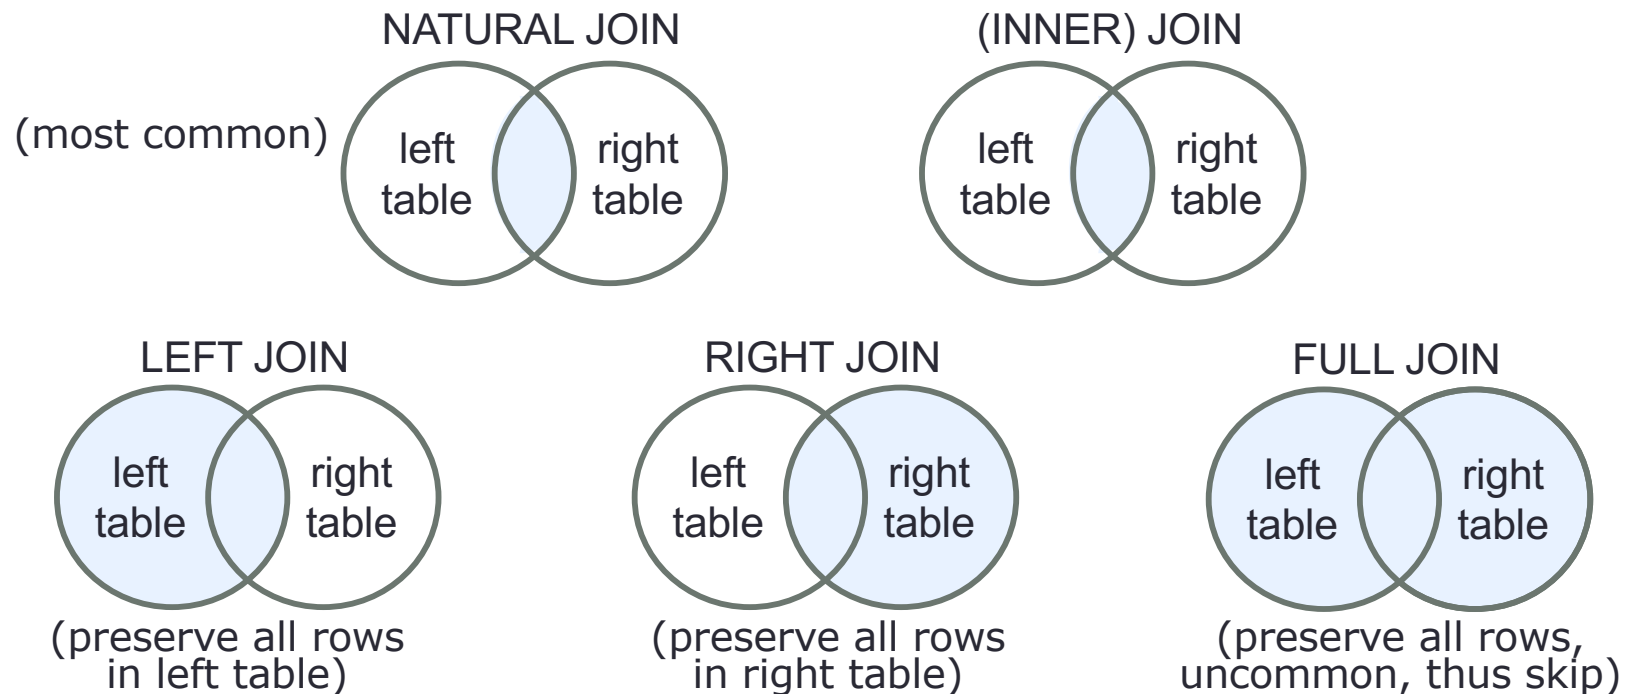 NATURAL JOIN
(INNER) JOIN
(most common)
left
table
right
table
left
table
right
table
LEFT JOIN
RIGHT JOIN
FULL JOIN
left
table
right
table
left
table
right
table
left
table
right
table
(preserve all rows
in left table)
(preserve all rows
in right table)
(preserve all rows,
uncommon, thus skip)